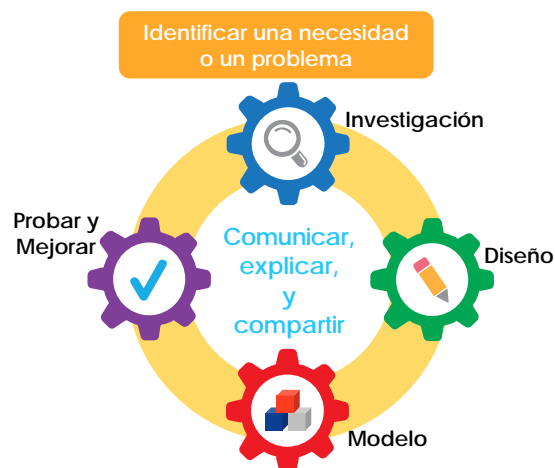 Identificar una necesidad
o un problema
Investigación
Probar y
Mejorar
Comunicar,
explicar,
y
compartir
Diseño
Modelo